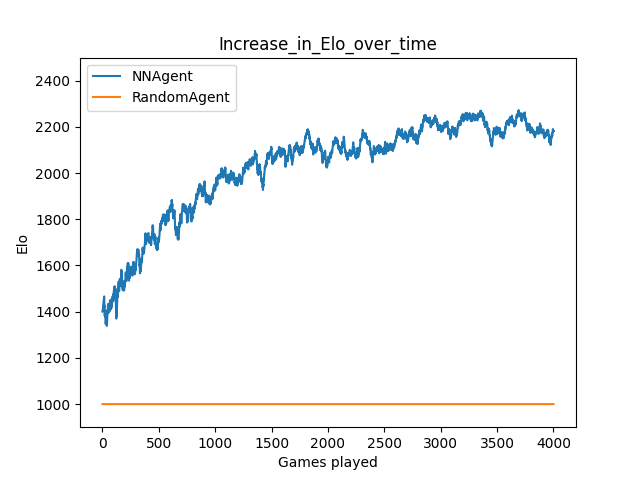 Increase_in_Elo_over_time
NNAgent
RandomAgent
2400
2200
2000
1800
1600
1400
1200
1000
Elo
0 500 1000 1500 2000 2500 3000 3500 4000
Games played